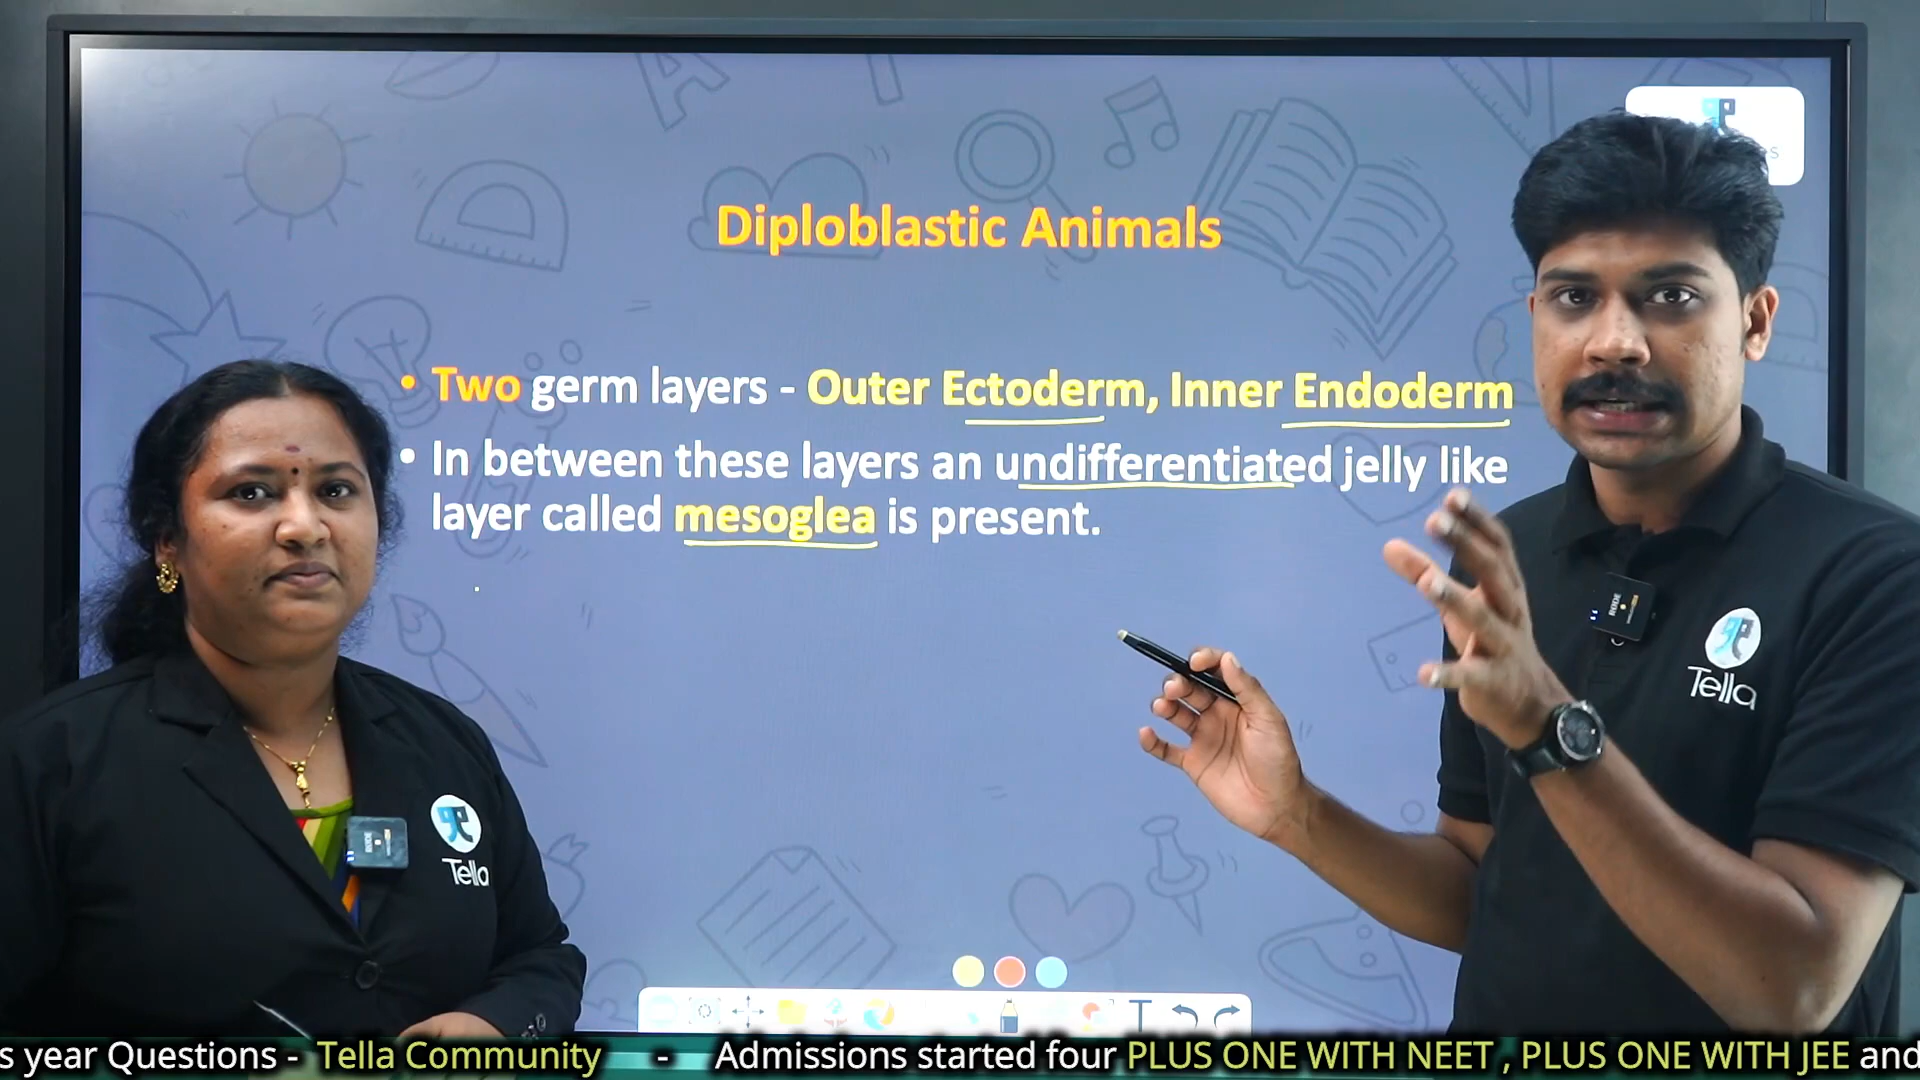 Diploblastic Animals
• Two germ layers - Outer Ectoderm, Inner Endoderm
• In between these layers an undifferentiated jelly like
layer called mesoglea is present.
RODE
Tella
RODE
Tella
s year Questions - Tella Community - Admissions started four PLUS ONE WITH NEET , PLUS ONE WITH JEE and